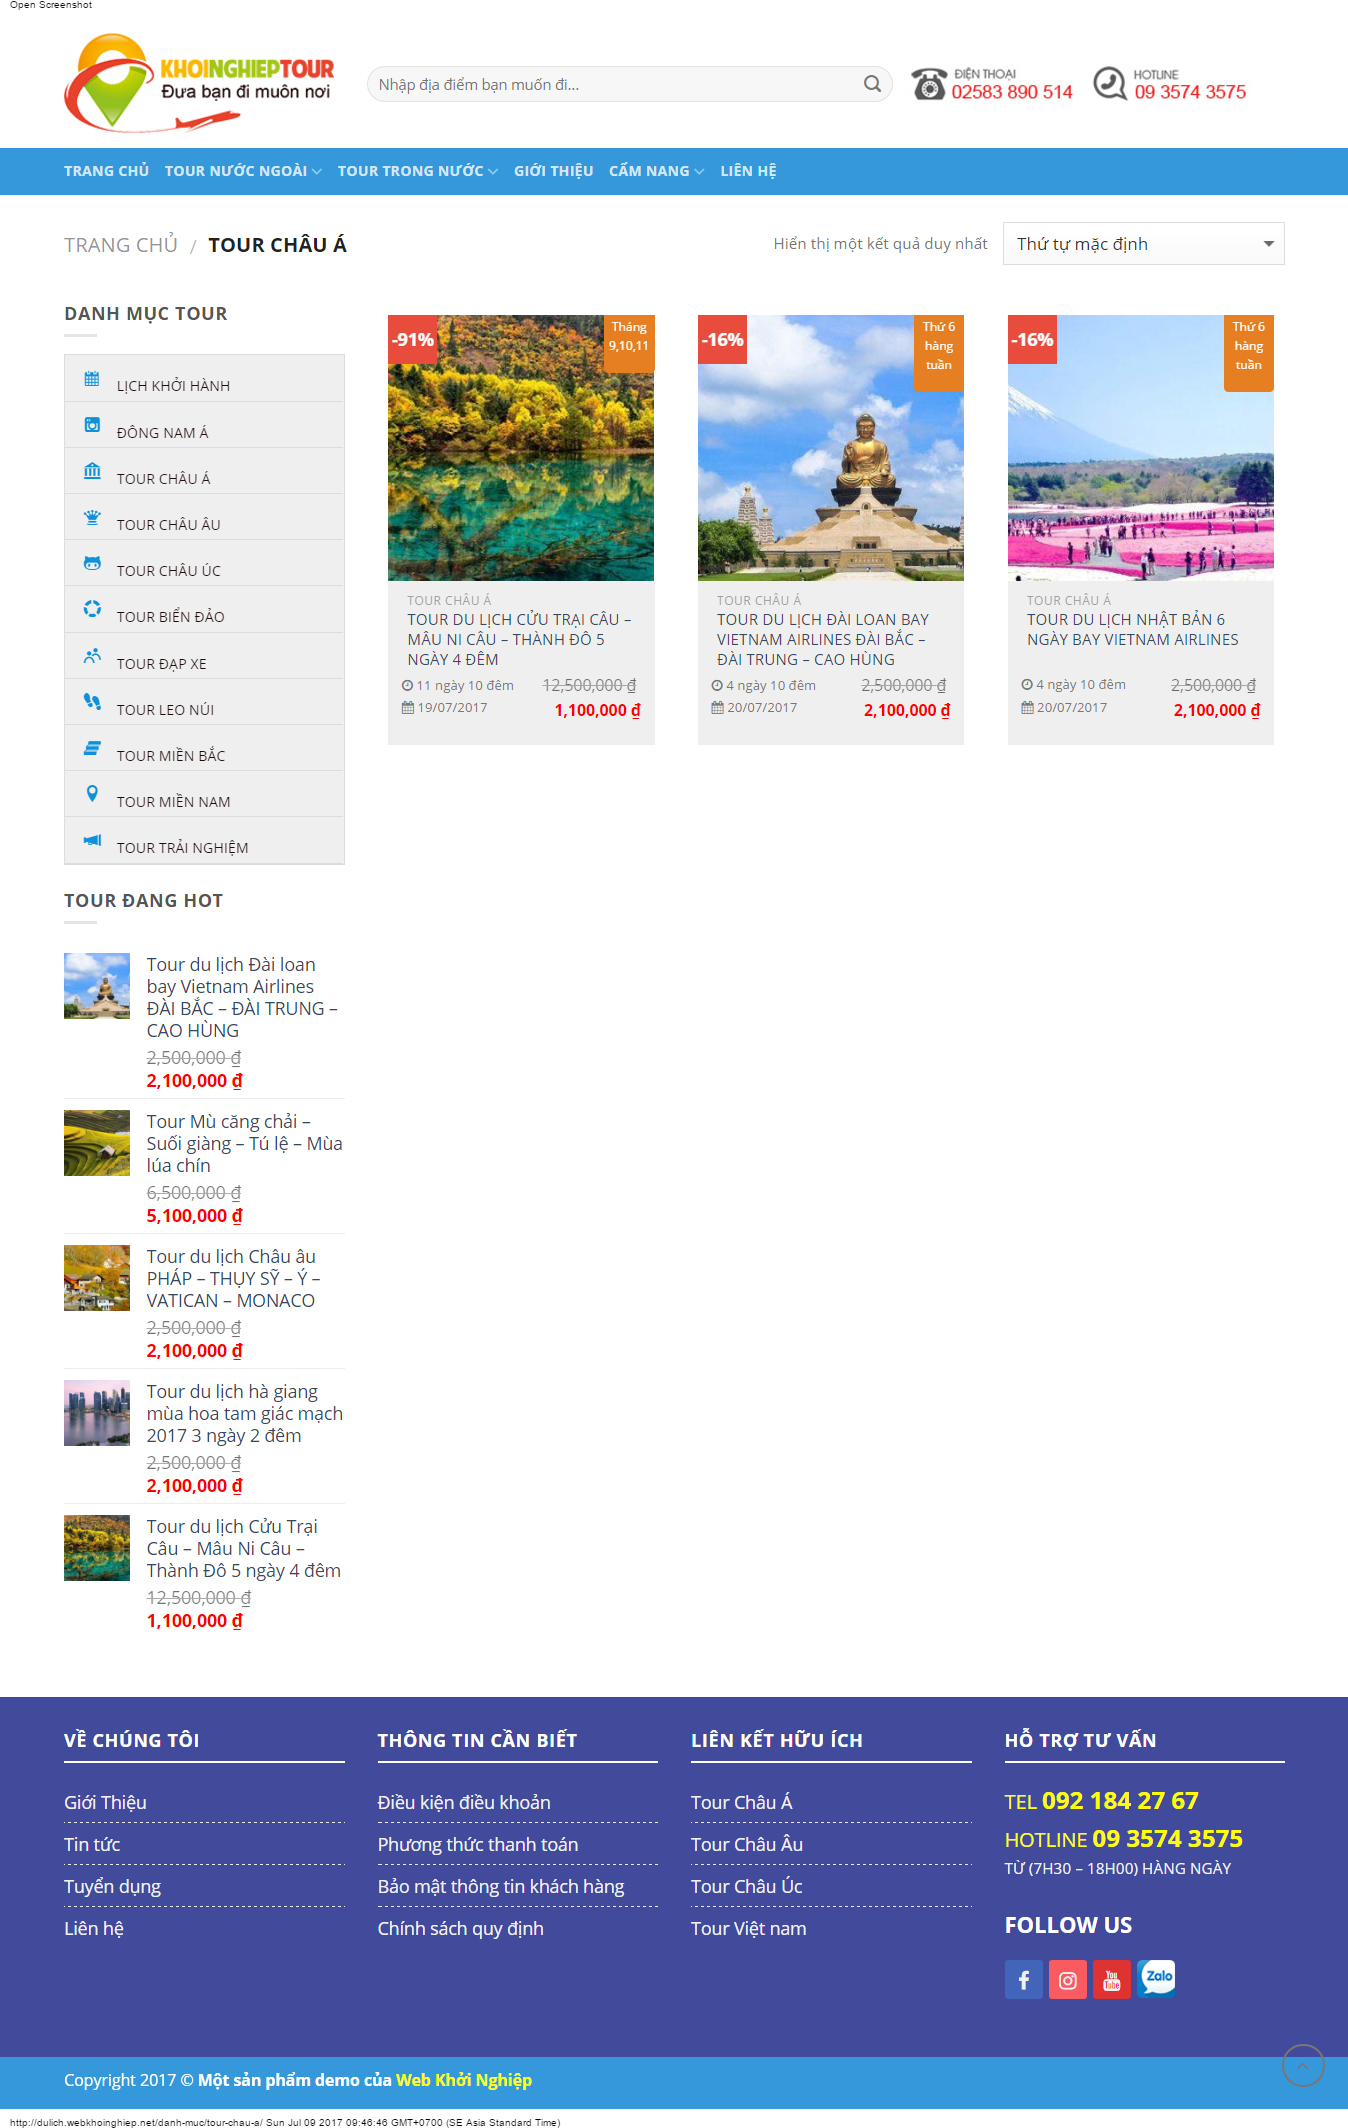 Open Screenshot
KHOINGHIEPTOUR
Đưa bạn đi muôn nơi
Nhập địa điểm bạn muốn đi...
ĐIỆN THOẠI
02583 890 514
HOTLINE
09 3574 3575
TRANG CHỦ TOUR NƯỚC NGOÀI TOUR TRONG NƯỚC GIỚI THIỆU CẨM NANG LIÊN HỆ
TRANG CHỦ / TOUR CHÂU Á
Hiển thị một kết quả duy nhất
Thứ tự mặc định
DANH MỤC TOUR
LỊCH KHỞI HÀNH
ĐÔNG NAM Á
TOUR CHÂU Á
TOUR CHÂU ÂU
TOUR CHÂU ÚC
TOUR BIỂN ĐẢO
TOUR ĐẠP XE
TOUR LEO NÚI
TOUR MIỀN BẮC
TOUR MIỀN NAM
TOUR TRẢI NGHIỆM
-91%
Tháng
9,10,11
TOUR CHÂU Á
TOUR DU LỊCH CỬU TRẠI CÂU –
MÂU NI CÂU – THÀNH ĐÔ 5
NGÀY 4 ĐÊM
11 ngày 10 đêm
12,500,000 ₫
19/07/2017
1,100,000 ₫
-16%
Thứ 6
hàng
tuần
TOUR CHÂU Á
TOUR DU LỊCH ĐÀI LOAN BAY
VIETNAM AIRLINES ĐÀI BẮC –
ĐÀI TRUNG – CAO HÙNG
4 ngày 10 đêm
2,500,000 ₫
20/07/2017
2,100,000 ₫
-16%
Thứ 6
hàng
tuần
TOUR CHÂU Á
TOUR DU LỊCH NHẬT BẢN 6
NGÀY BAY VIETNAM AIRLINES
4 ngày 10 đêm
2,500,000 ₫
20/07/2017
2,100,000 ₫
TOUR ĐANG HOT
Tour du lịch Đài loan
bay Vietnam Airlines
ĐÀI BẮC – ĐÀI TRUNG –
CAO HÙNG
2,500,000 ₫
2,100,000 ₫
Tour Mù căng chải –
Suối giàng – Tú lệ – Mùa
lúa chín
6,500,000 ₫
5,100,000 ₫
Tour du lịch Châu âu
PHÁP – THỤY SỸ – Ý –
VATICAN – MONACO
2,500,000 ₫
2,100,000 ₫
Tour du lịch hà giang
mùa hoa tam giác mạch
2017 3 ngày 2 đêm
2,500,000 ₫
2,100,000 ₫
Tour du lịch Cửu Trại
Câu – Mâu Ni Câu –
Thành Đô 5 ngày 4 đêm
12,500,000 ₫
1,100,000 ₫
VỀ CHÚNG TÔI
Giới Thiệu
Tin tức
Tuyển dụng
Liên hệ
THÔNG TIN CẦN BIẾT
Điều kiện điều khoản
Phương thức thanh toán
Bảo mật thông tin khách hàng
Chính sách quy định
LIÊN KẾT HỮU ÍCH
Tour Châu Á
Tour Châu Âu
Tour Châu Úc
Tour Việt nam
HỖ TRỢ TƯ VẤN
TEL 092 184 27 67
HOTLINE 09 3574 3575
TỪ (7H30 – 18H00) HÀNG NGÀY
FOLLOW US
You
Tube
Zalo
Copyright 2017 © Một sản phẩm demo của Web Khởi Nghiệp
http://dulich.webkhoinghiep.net/danh-muc/tour-chau-a/ Sun Jul 09 2017 09:46:46 GMT+0700 (SE Asia Standard Time)